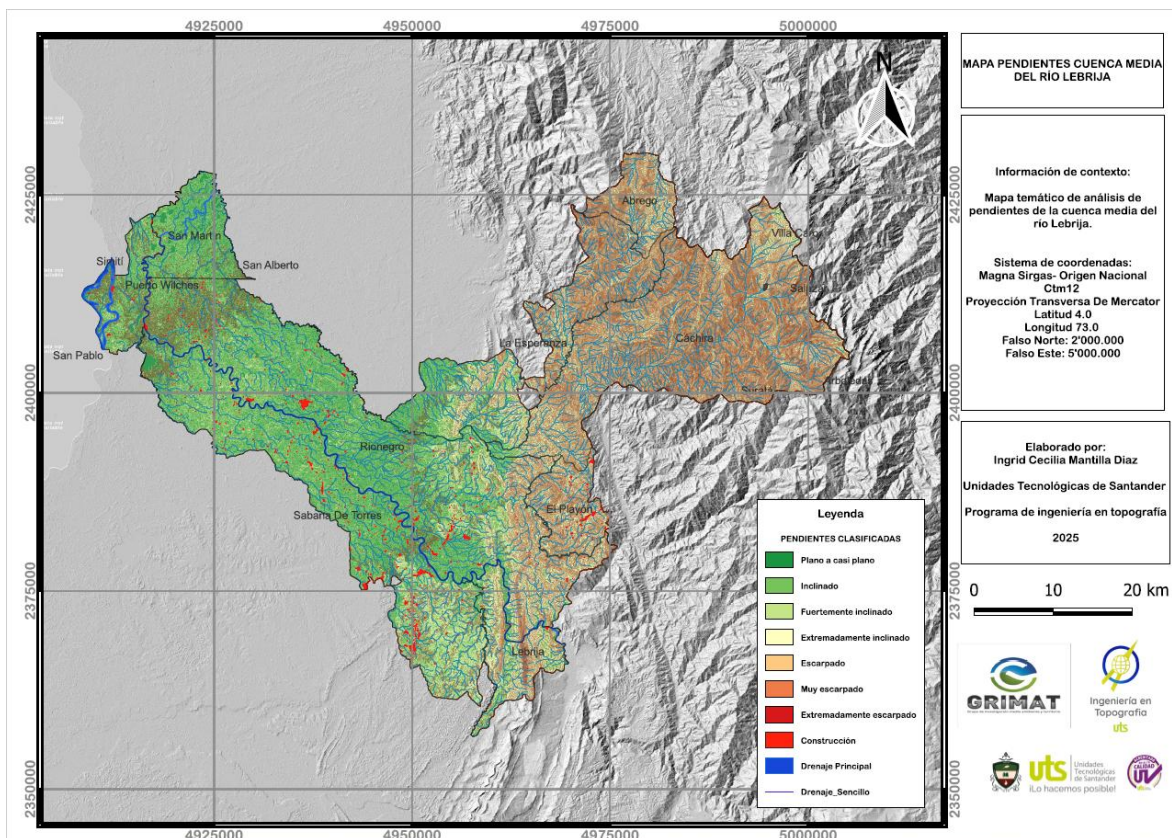 4925000
4950000
4975000
5000000
2425000
2400000
2375000
2350000
N
Abrego
Villa Caro
San Martin
Simití
San Alberto
Puerto Wilches
La Esperanza
Cáchira
San Pablo
Rionegro
El Playón
Sabana De Torres
Lebrija
Leyenda
PENDIENTES CLASIFICADAS
Plano a casi plano
Inclinado
Fuertemente inclinado
Extremadamente inclinado
Escarpado
Muy escarpado
Extremadamente escarpado
Construcción
Drenaje Principal
Drenaje_Sencillo
2425000
2400000
2375000
2350000
4925000
4950000
4975000
5000000
MAPA PENDIENTES CUENCA MEDIA
DEL RÍO LEBRIJA
Información de contexto:
Mapa temático de análisis de
pendientes de la cuenca media del
río Lebrija.
Sistema de coordenadas:
Magna Sirgas- Origen Nacional
Ctm12
Proyección Transversa De Mercator
Latitud 4.0
Longitud 73.0
Falso Norte: 2'000.000
Falso Este: 5'000.000
Elaborado por:
Ingrid Cecilia Mantilla Diaz
Unidades Tecnológicas de Santander
Programa de ingeniería en topografía
2025
0 10 20 km
GRIMAT
Ingeniería en
Topografía
uts
uts
Unidades
Tecnológicas
de Santander
¡Lo hacemos posible!
CALIDAD